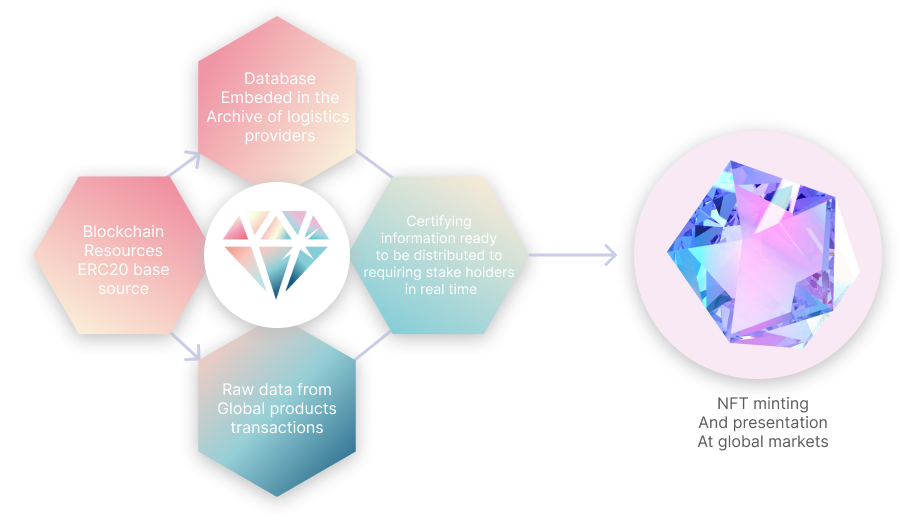 Database
Embeded in the
Archive of logistics
providers
Blockchain
Resources
ERC20 base
source
Certifying
information ready
to be distributed to
requiring stake holders
in real time
Raw data from
Global products
transactions
NFT minting
And presentation
At global markets